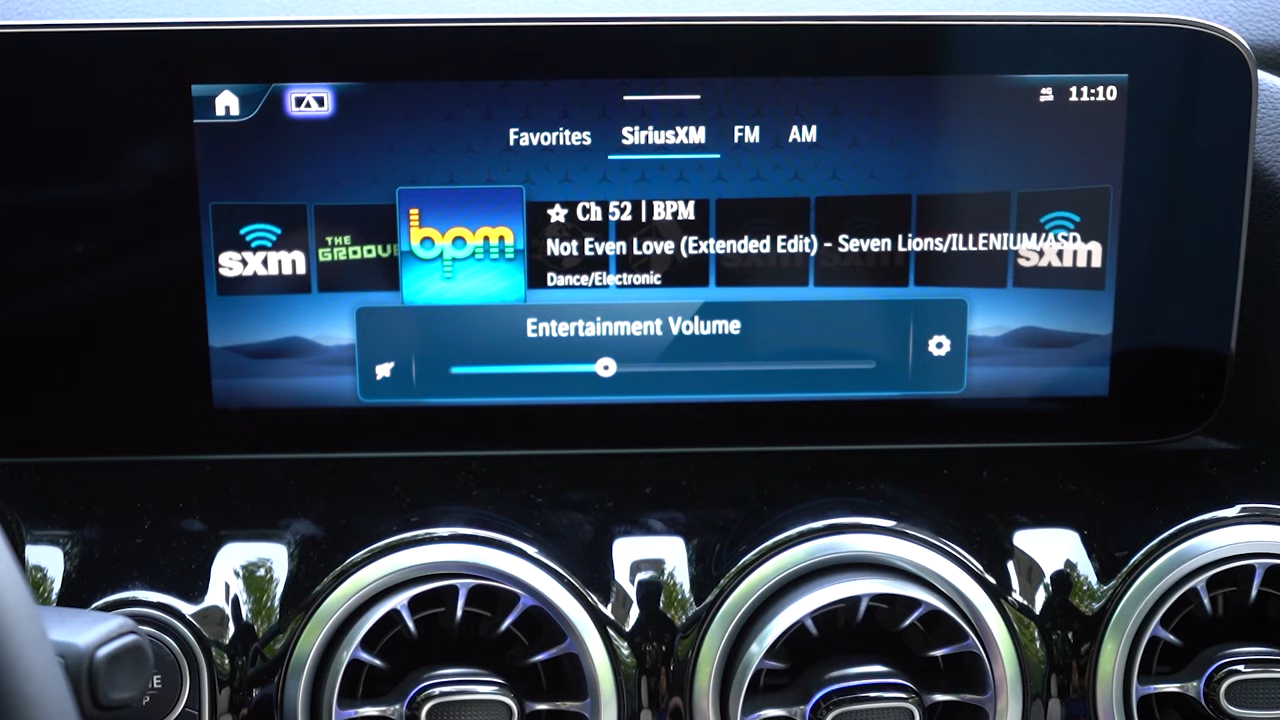 4G 11:10
Favorites SiriusXM FM AM
sxm THE GROOVE bpm
Ch 52 | BPM
Not Even Love (Extended Edit) - Seven Lions/ILLENIUM/ASD
Dance/Electronic
sxm
Entertainment Volume
P